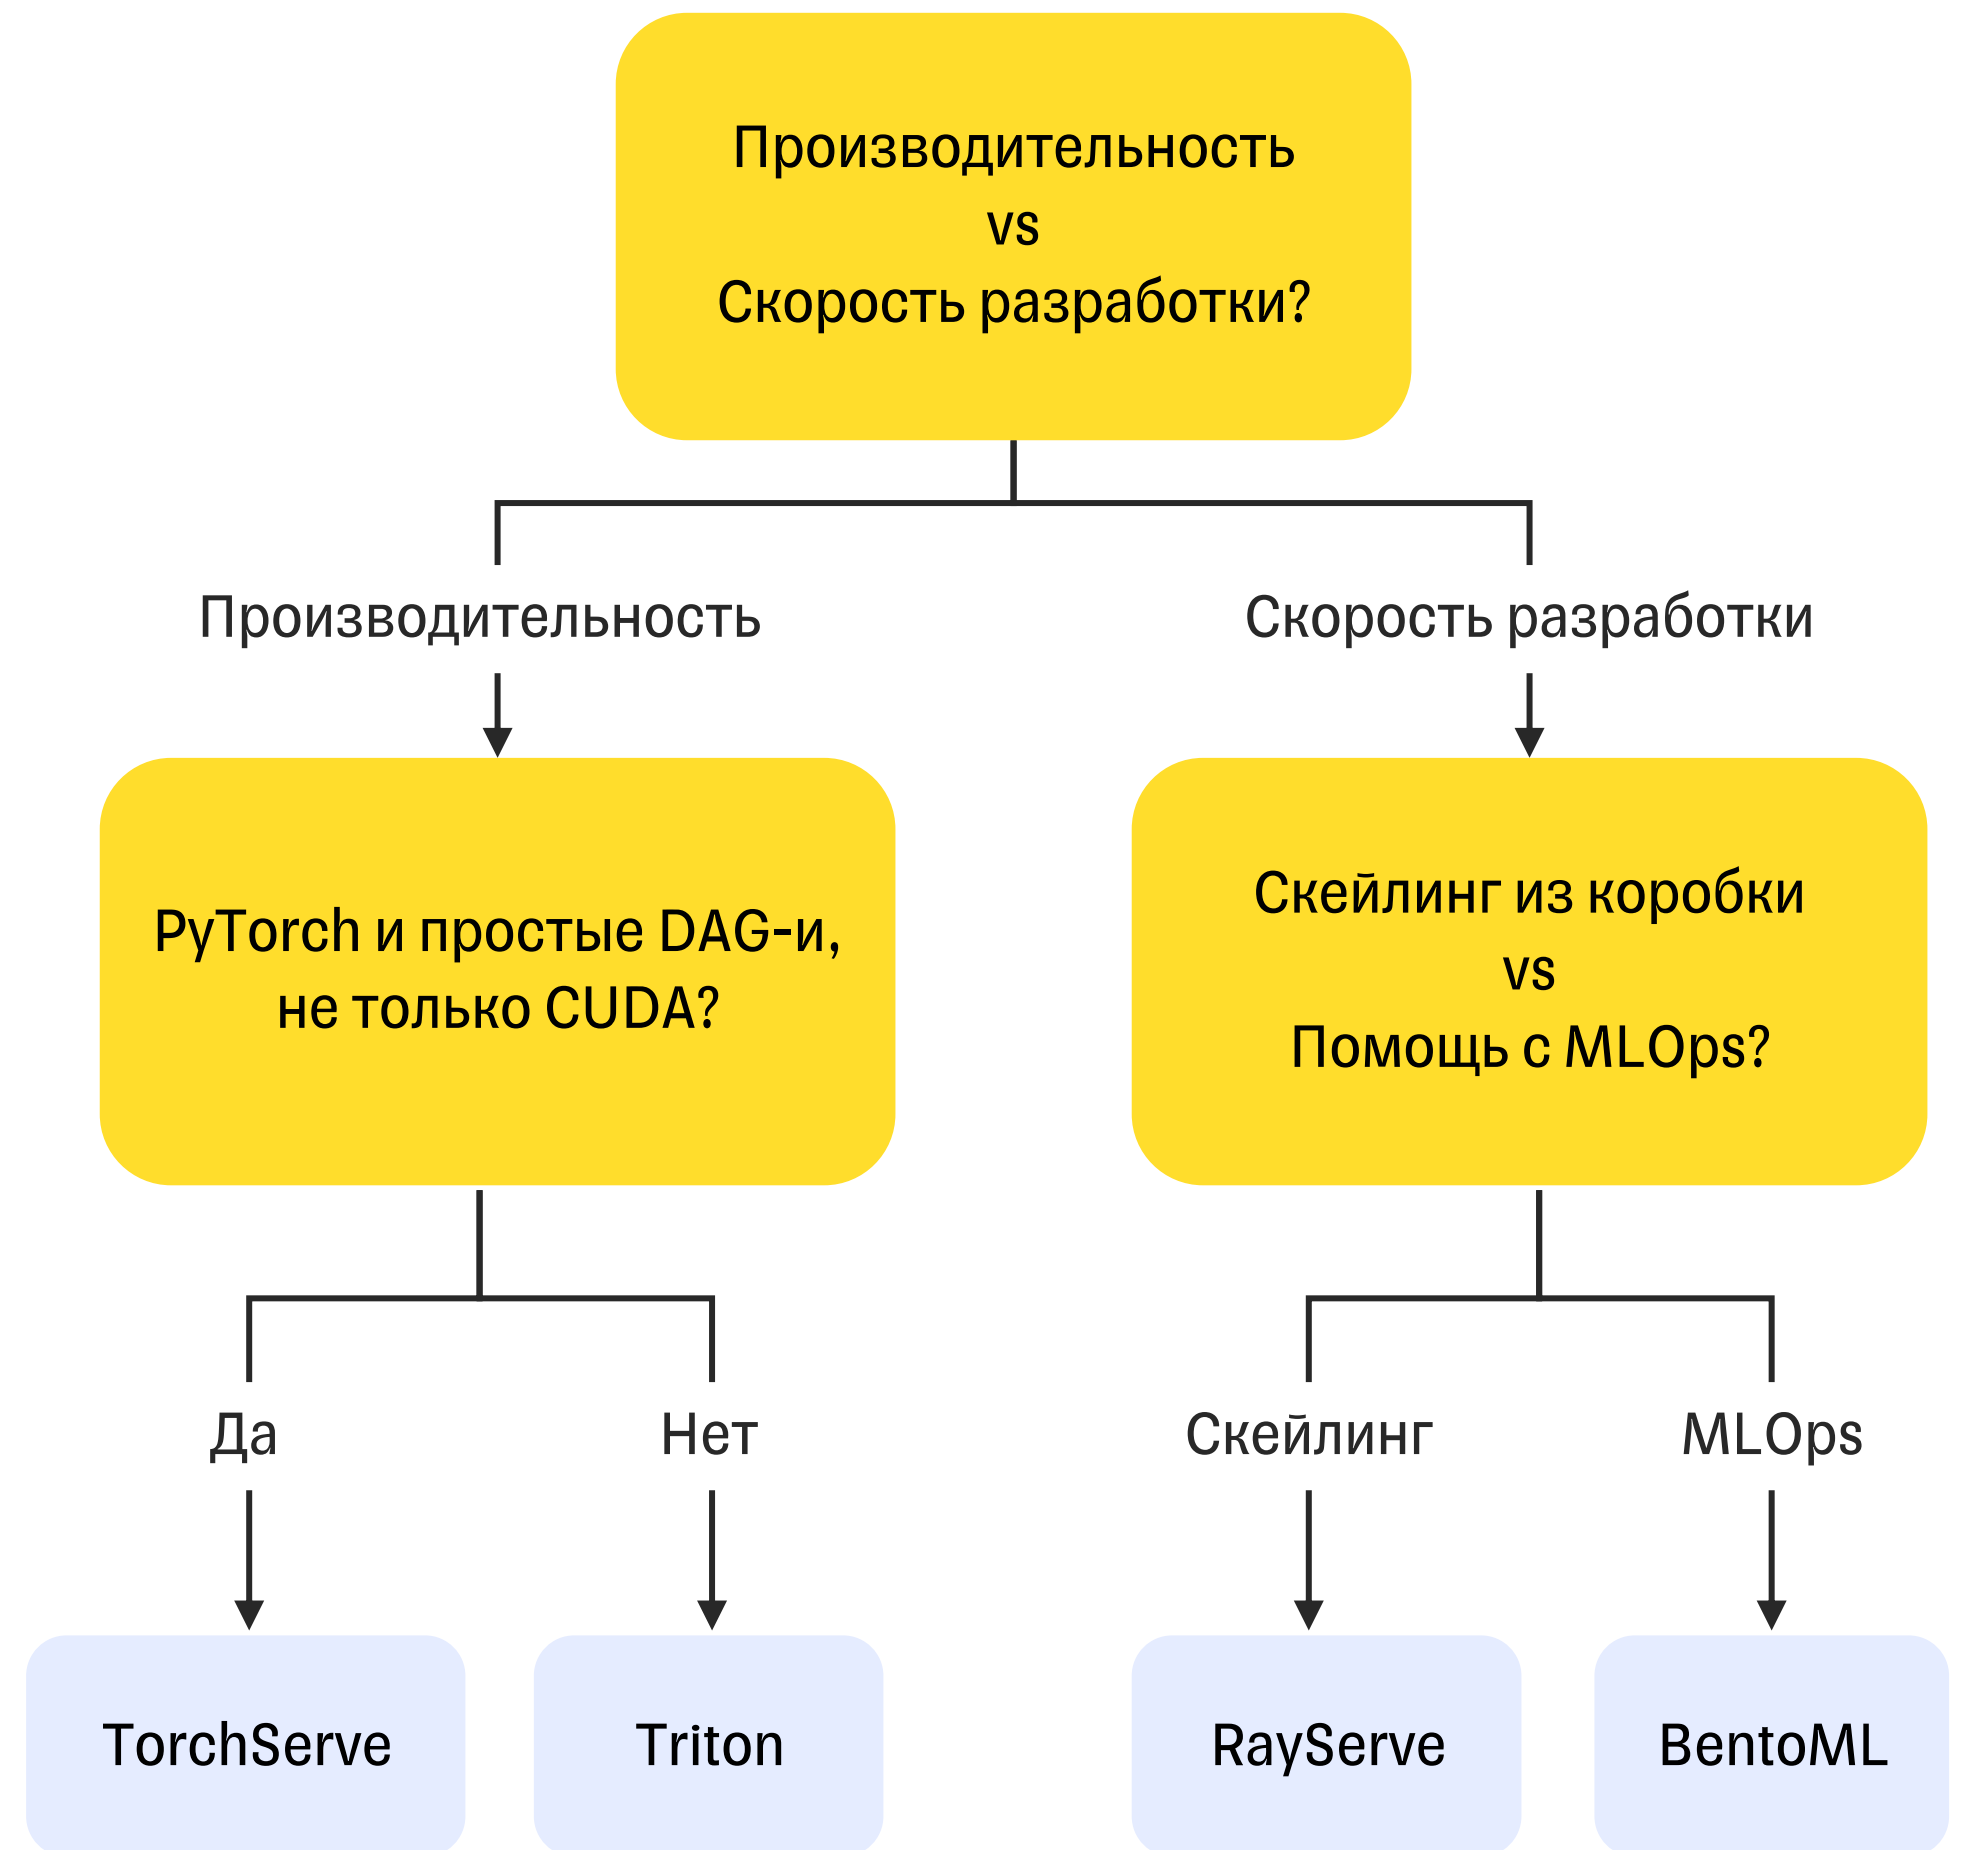 Производительность
vs
Скорость разработки?
Производительность
Скорость разработки
PyTorch и простые DAG-и,
не только CUDA?
Скейлинг из коробки
vs
Помощь с MLOps?
Да
Нет
Скейлинг
MLOps
TorchServe
Triton
RayServe
BentoML